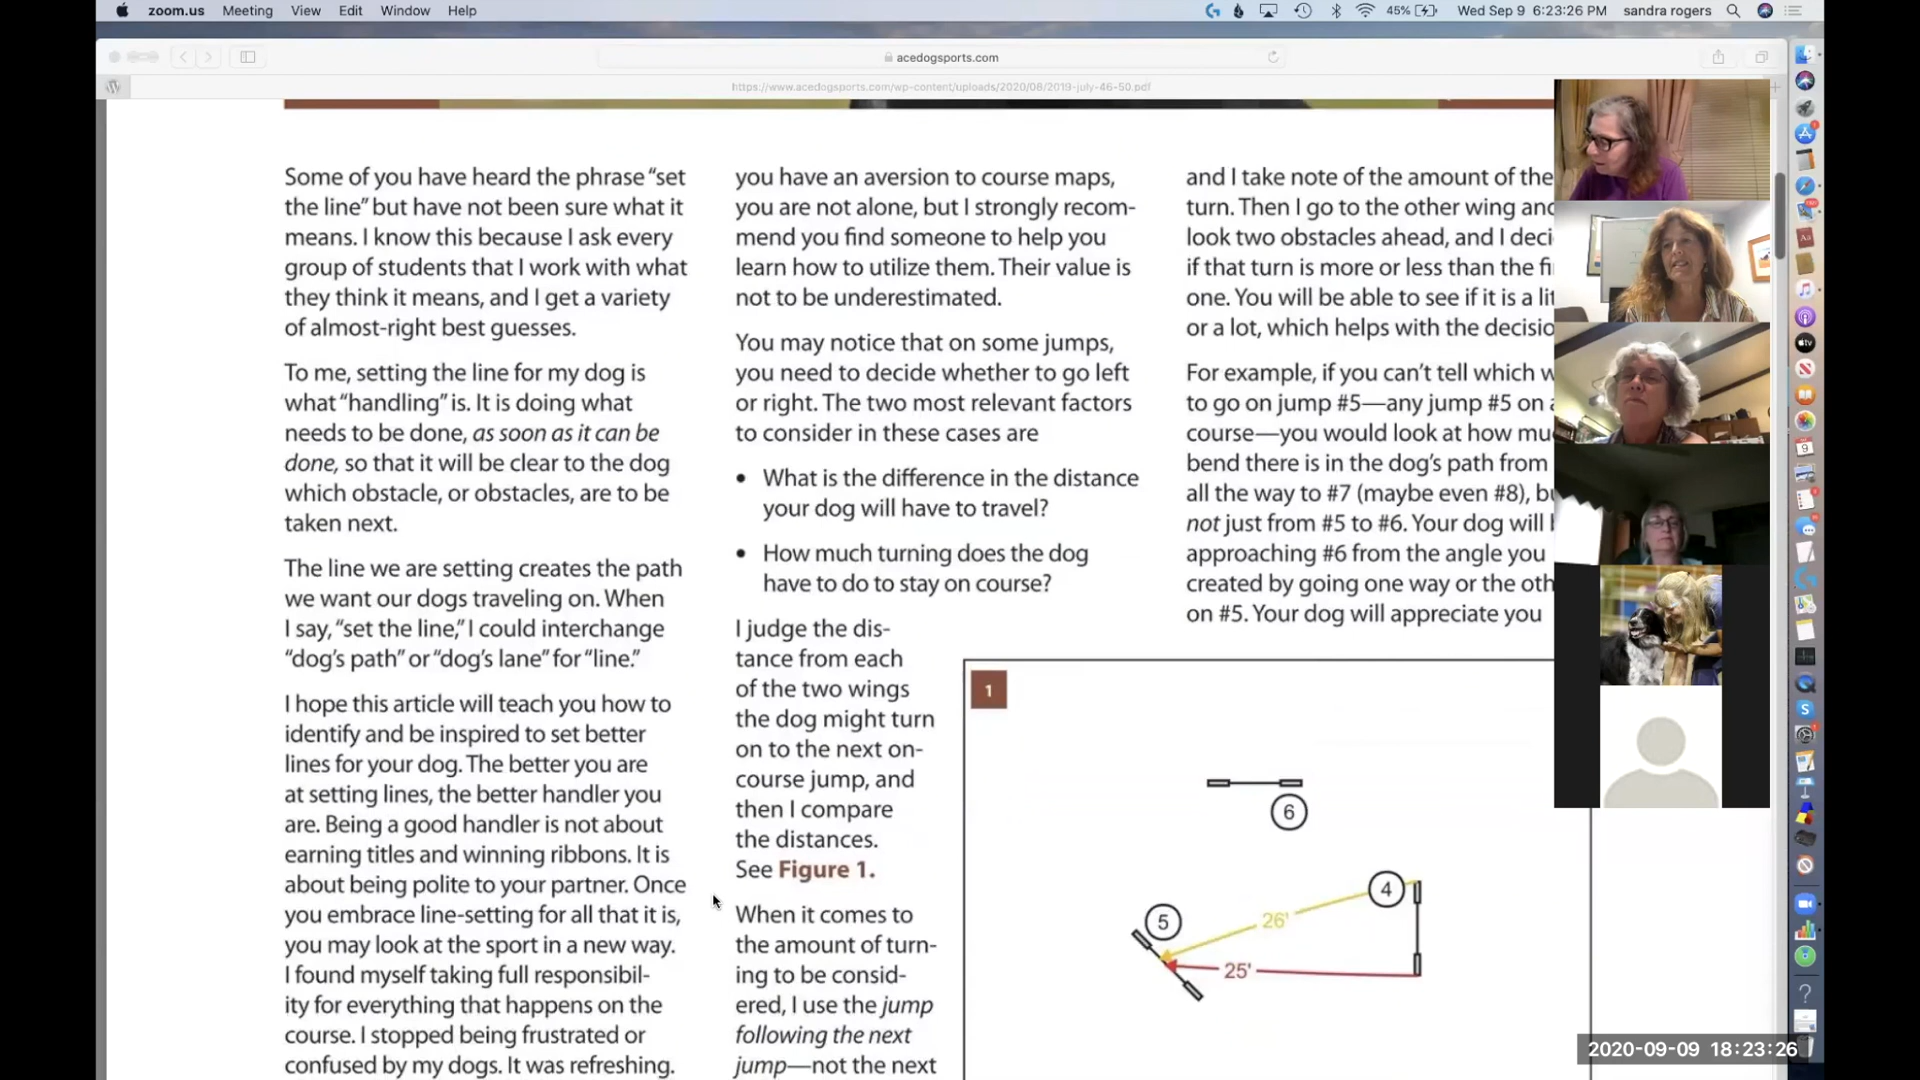 zoom.us Meeting View Edit Window Help 45% Wed Sep 9 6:23:26 PM sandra rogers
acedogsports.com
https://www.acedogsports.com/wp-content/uploads/2020/08/2019-july-46-50.pdf
Some of you have heard the phrase “set
the line” but have not been sure what it
means. I know this because I ask every
group of students that I work with what
they think it means, and I get a variety
of almost-right best guesses.
To me, setting the line for my dog is
what “handling” is. It is doing what
needs to be done, as soon as it can be
done, so that it will be clear to the dog
which obstacle, or obstacles, are to be
taken next.
The line we are setting creates the path
we want our dogs traveling on. When
I say, “set the line,” I could interchange
“dog’s path” or “dog’s lane” for “line.”
I hope this article will teach you how to
identify and be inspired to set better
lines for your dog. The better you are
at setting lines, the better handler you
are. Being a good handler is not about
earning titles and winning ribbons. It is
about being polite to your partner. Once
you embrace line-setting for all that it is,
you may look at the sport in a new way.
I found myself taking full responsibil-
ity for everything that happens on the
course. I stopped being frustrated or
confused by my dogs. It was refreshing.
you have an aversion to course maps,
you are not alone, but I strongly recom-
mend you find someone to help you
learn how to utilize them. Their value is
not to be underestimated.
You may notice that on some jumps,
you need to decide whether to go left
or right. The two most relevant factors
to consider in these cases are
• What is the difference in the distance
your dog will have to travel?
• How much turning does the dog
have to do to stay on course?
I judge the dis-
tance from each
of the two wings
the dog might turn
on to the next on-
course jump, and
then I compare
the distances.
See Figure 1.
When it comes to
the amount of turn-
ing to be consid-
ered, I use the jump
following the next
jump—not the next
and I take note of the amount of the
turn. Then I go to the other wing and
look two obstacles ahead, and I deci
if that turn is more or less than the fi
one. You will be able to see if it is a lit
or a lot, which helps with the decisio
For example, if you can’t tell which w
to go on jump #5—any jump #5 on a
course—you would look at how mu
bend there is in the dog’s path from
all the way to #7 (maybe even #8), bu
not just from #5 to #6. Your dog will b
approaching #6 from the angle you
created by going one way or the oth
on #5. Your dog will appreciate you
1
6
4
5
26'
25'
2020-09-09 18:23:26